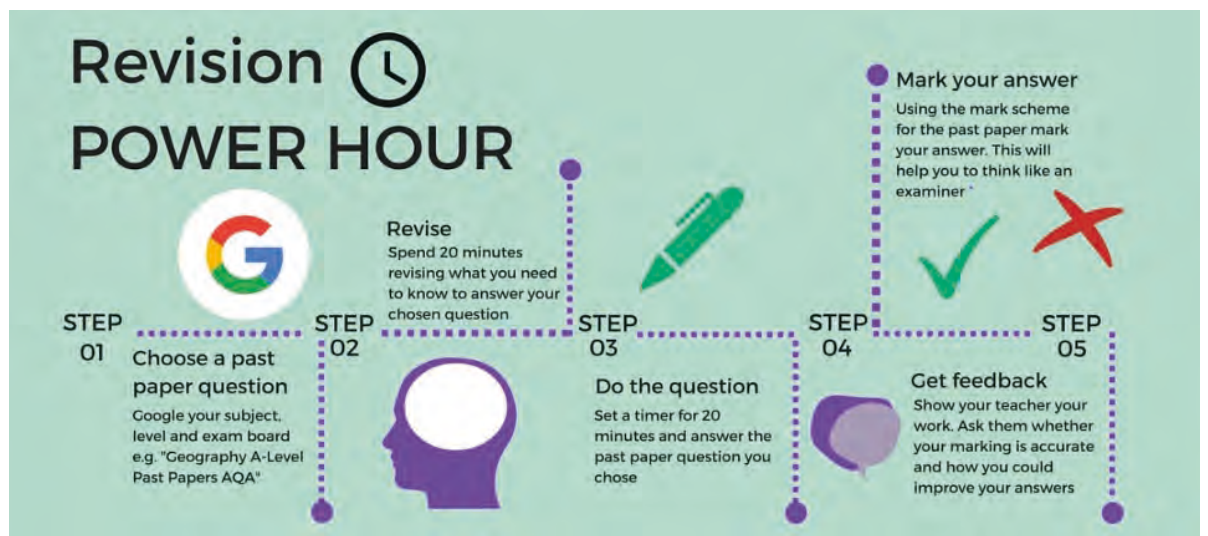 Revision
POWER HOUR
STEP
01
Choose a past
paper question
Google your subject,
level and exam board
e.g. "Geography A-Level
Past Papers AQA"
STEP
02
Revise
Spend 20 minutes
revising what you need
to know to answer your
chosen question
STEP
03
Do the question
Set a timer for 20
minutes and answer the
past paper question you
chose
STEP
04
Mark your answer
Using the mark scheme
for the past paper mark
your answer. This will
help you to think like an
examiner
STEP
05
Get feedback
Show your teacher your
work. Ask them whether
your marking is accurate
and how you could
improve your answers